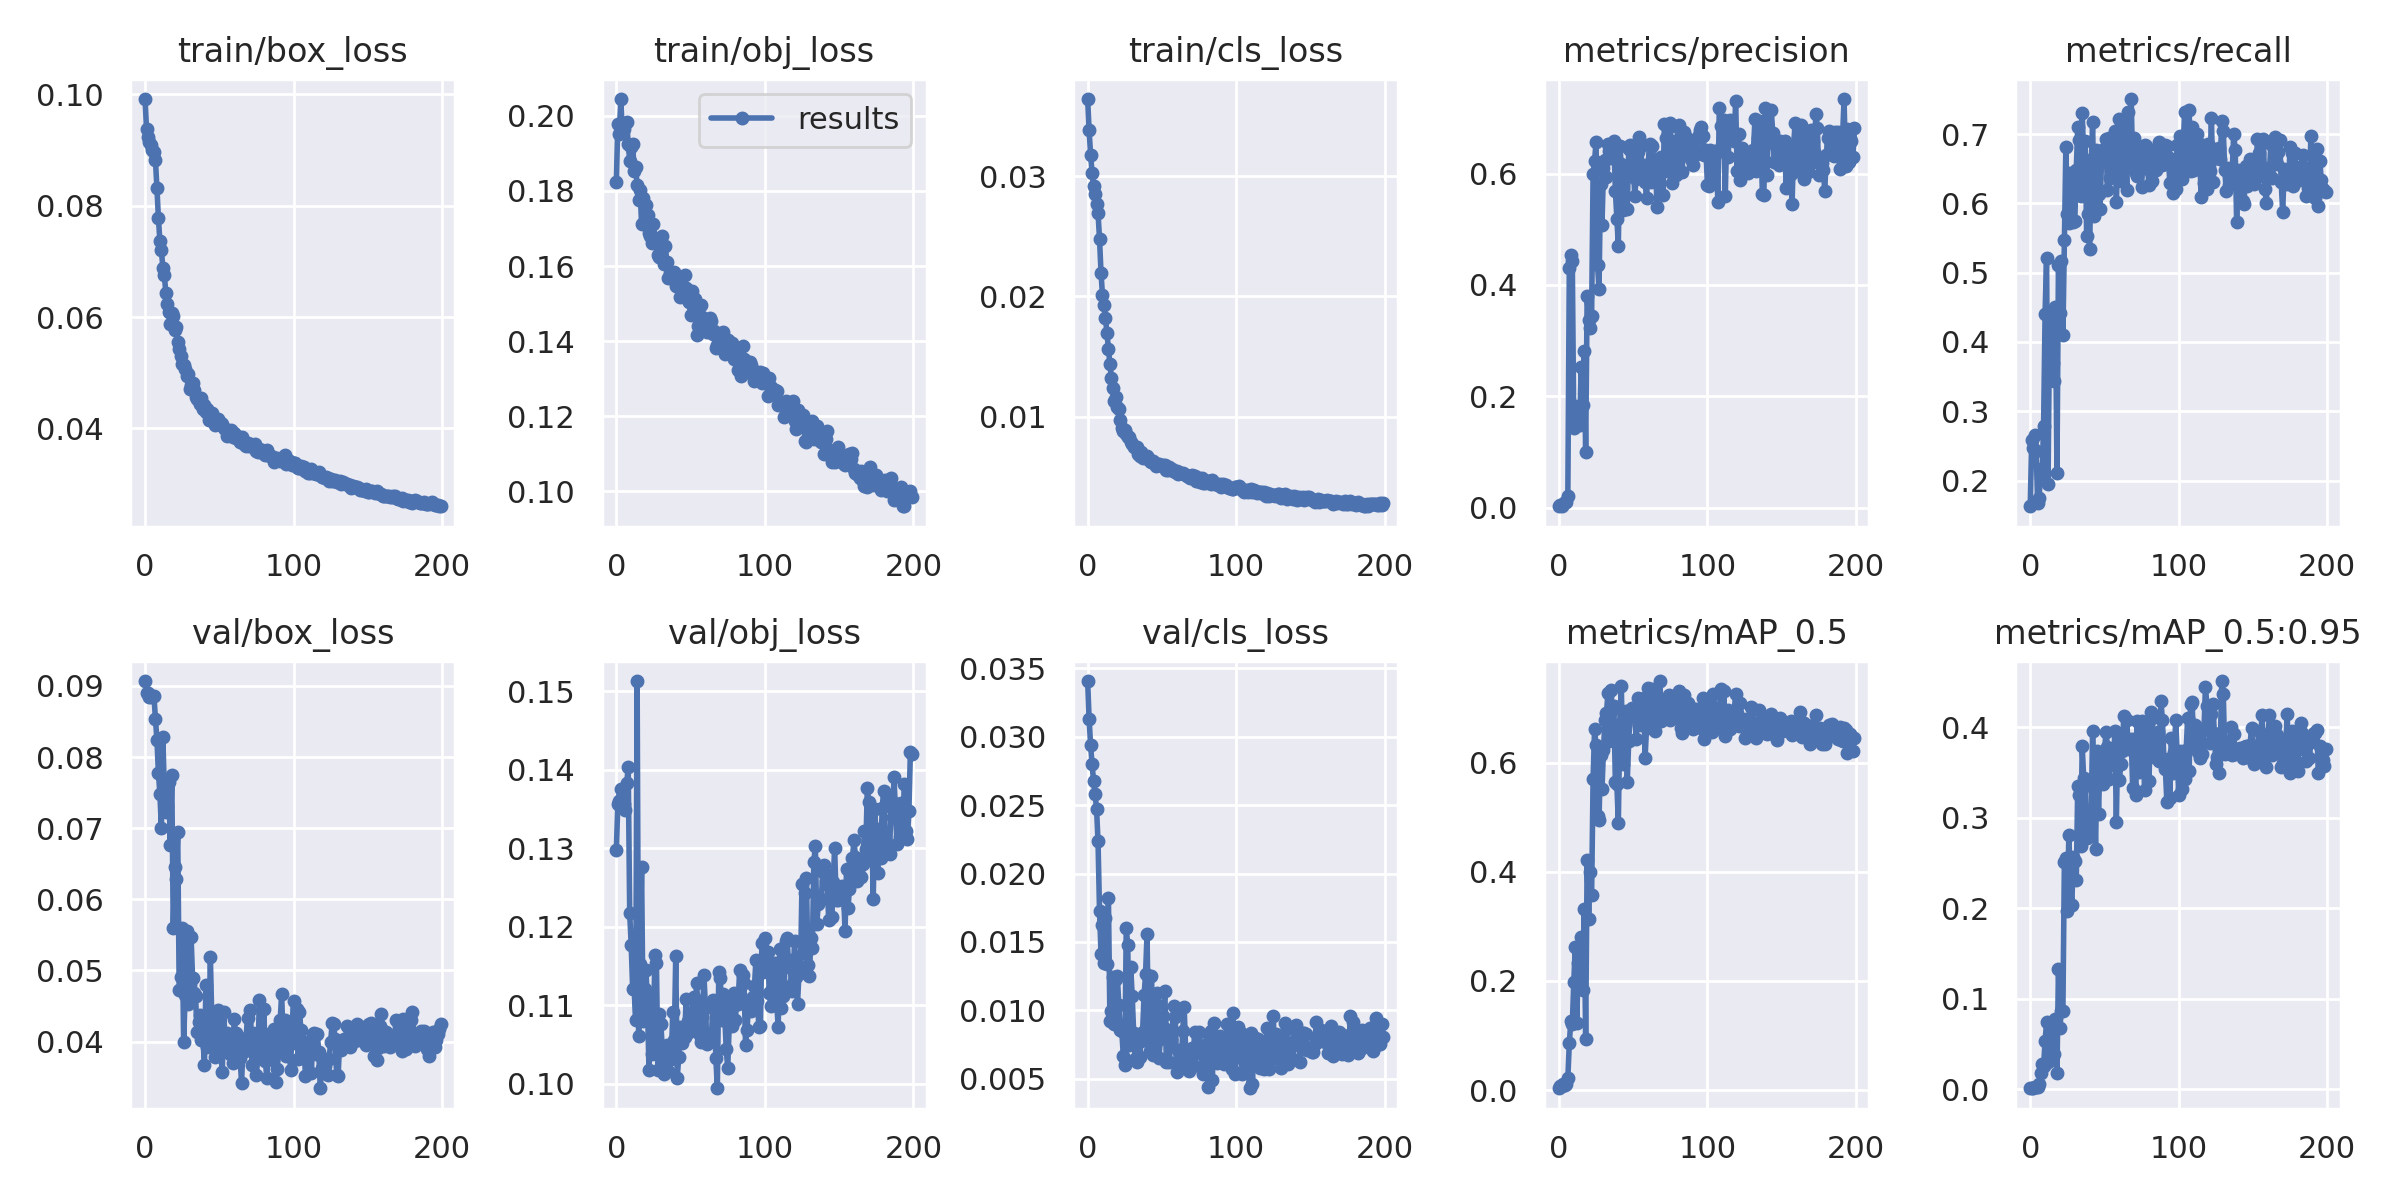 train/box_loss
0.10
0.08
0.06
0.04
0 100 200
train/obj_loss
results
0.20
0.18
0.16
0.14
0.12
0.10
0 100 200
train/cls_loss
0.03
0.02
0.01
0 100 200
metrics/precision
0.6
0.4
0.2
0.0
0 100 200
metrics/recall
0.7
0.6
0.5
0.4
0.3
0.2
0 100 200
val/box_loss
0.09
0.08
0.07
0.06
0.05
0.04
0 100 200
val/obj_loss
0.15
0.14
0.13
0.12
0.11
0.10
0 100 200
val/cls_loss
0.035
0.030
0.025
0.020
0.015
0.010
0.005
0 100 200
metrics/mAP_0.5
0.6
0.4
0.2
0.0
0 100 200
metrics/mAP_0.5:0.95
0.4
0.3
0.2
0.1
0.0
0 100 200